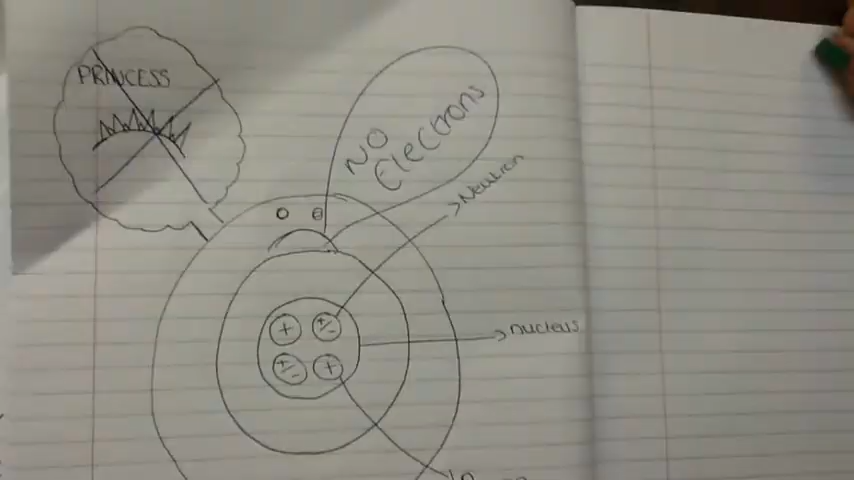 PRINCESS
NO
Electrons
Neutron
nucleus
+
+/-
+/-
+